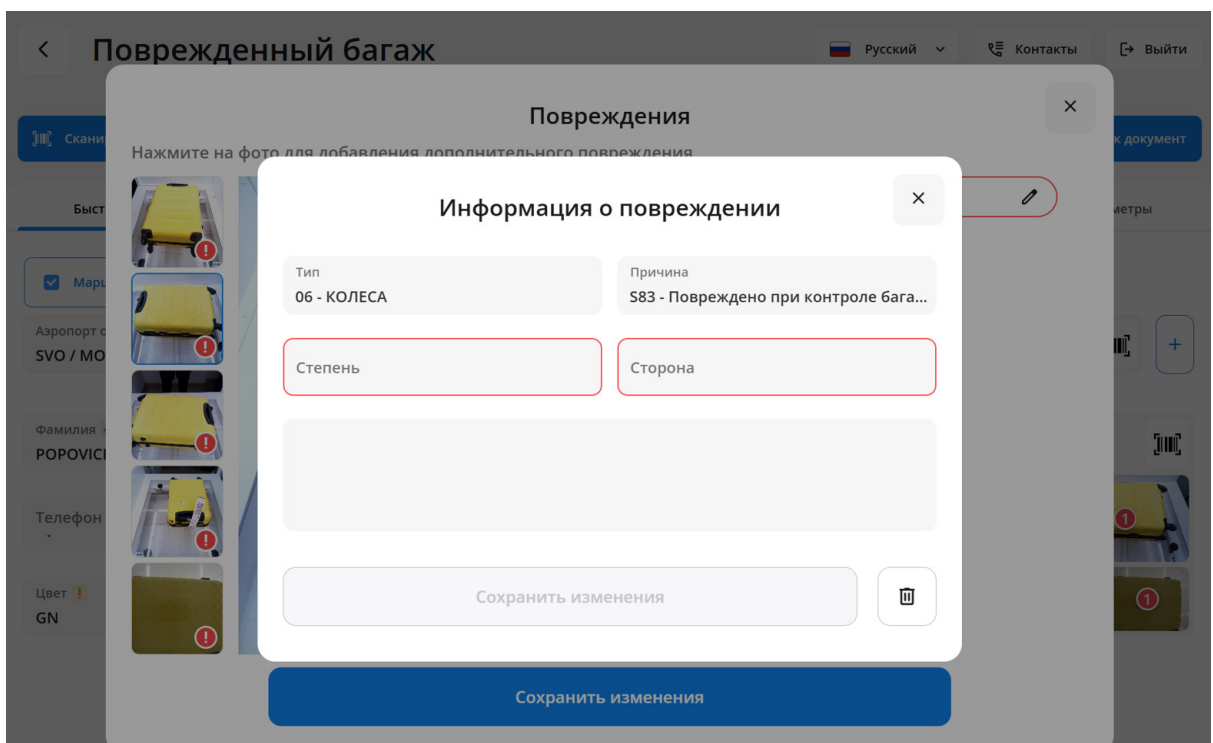 Поврежденный багаж
Русский
Контакты
Выйти
Повреждения
Нажмите на фото для добавления дополнительного повреждения
к документ
Информация о повреждении
Тип
06 - КОЛЕСА
Причина
S83 - Повреждено при контроле бага...
Степень
Сторона
Сохранить изменения
Сохранить изменения
Аэропорт
SVO / MO
Фамилия
Телефон
Цвет !
GN
1
1